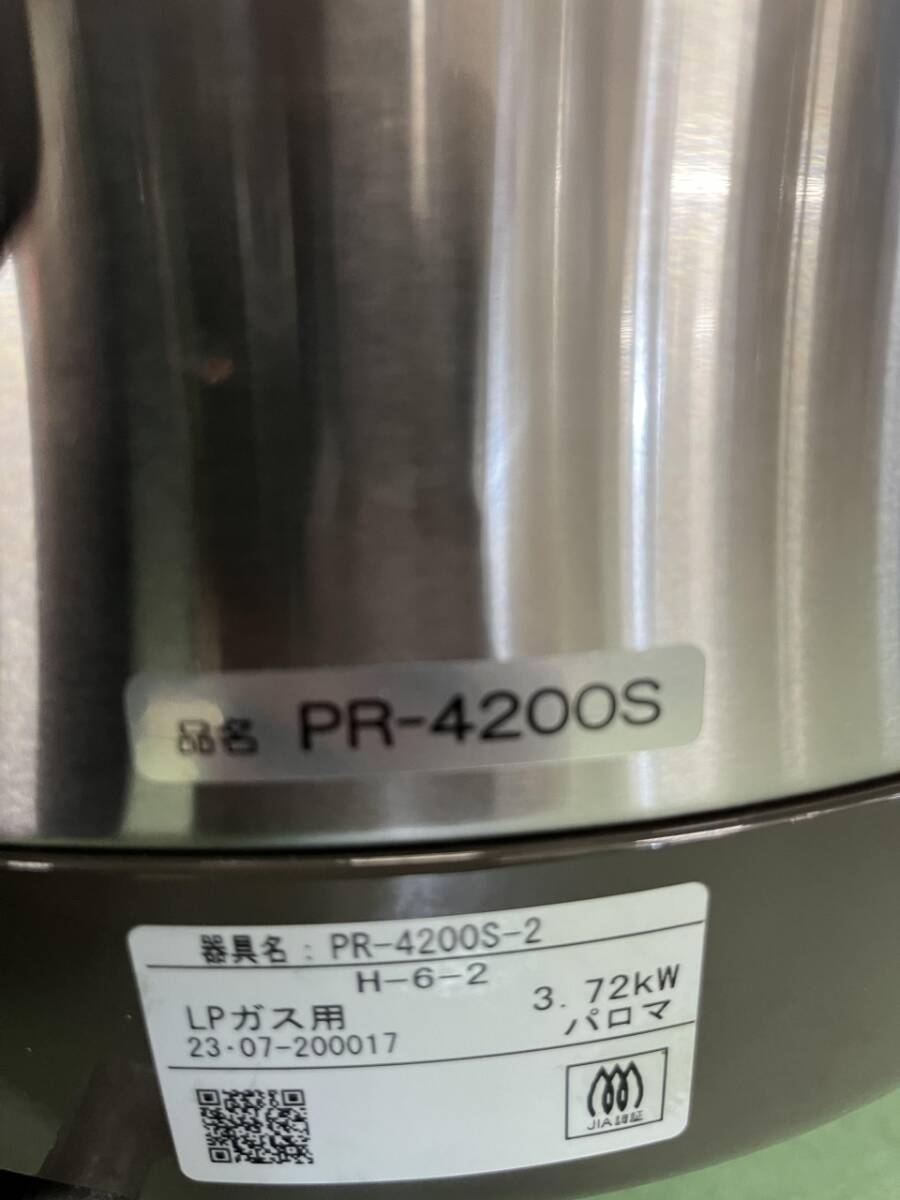 品名 PR-4200S
器具名：PR-4200S-2
H-6-2
LPガス用 3.72kW
パロマ
23・07-200017
JIA認証